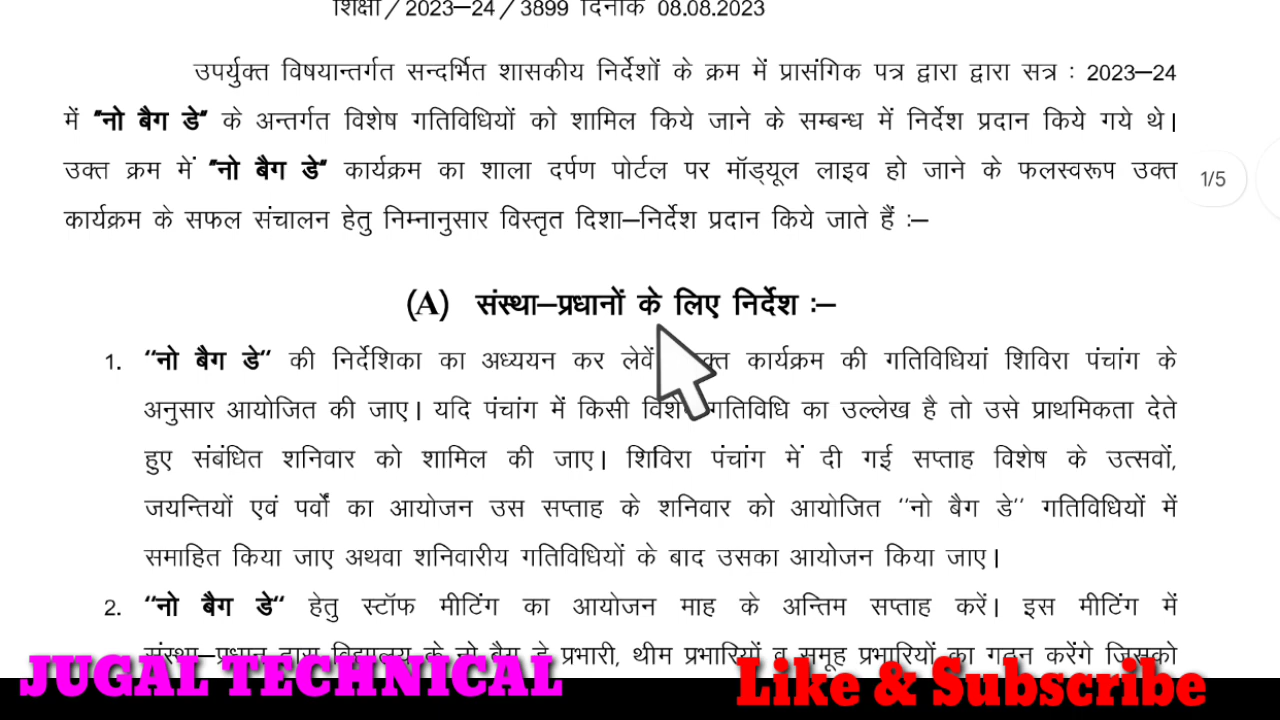 शिक्षा / 2023–24 / 3899 दिनांक 08.08.2023
उपर्युक्त विषयान्तर्गत सन्दर्भित शासकीय निर्देशों के क्रम में प्रासंगिक पत्र द्वारा द्वारा सत्र : 2023–24
में "नो बैग डे" के अन्तर्गत विशेष गतिविधियों को शामिल किये जाने के सम्बन्ध में निर्देश प्रदान किये गये थे।
उक्त क्रम में "नो बैग डे" कार्यक्रम का शाला दर्पण पोर्टल पर मॉड्यूल लाइव हो जाने के फलस्वरूप उक्त
1/5
कार्यक्रम के सफल संचालन हेतु निम्नानुसार विस्तृत दिशा–निर्देश प्रदान किये जाते हैं :–
(A) संस्था–प्रधानों के लिए निर्देश :–
1. "नो बैग डे" की निर्देशिका का अध्ययन कर लेवें कार्यक्रम की गतिविधियां शिविरा पंचांग के
अनुसार आयोजित की जाए। यदि पंचांग में किसी विशेष गतिविधि का उल्लेख है तो उसे प्राथमिकता देते
हुए संबंधित शनिवार को शामिल की जाए। शिविरा पंचांग में दी गई सप्ताह विशेष के उत्सवों,
जयन्तियों एवं पर्वों का आयोजन उस सप्ताह के शनिवार को आयोजित "नो बैग डे" गतिविधियों में
समाहित किया जाए अथवा शनिवारीय गतिविधियों के बाद उसका आयोजन किया जाए।
2. "नो बैग डे" हेतु स्टॉफ मीटिंग का आयोजन माह के अन्तिम सप्ताह करें। इस मीटिंग में
संस्था–प्रधान द्वारा विद्यालय के नो बैग डे प्रभारी, थीम प्रभारियों व समूह प्रभारियों का गठन करेंगे जिसको
JUGAL TECHNICAL
Like & Subscribe